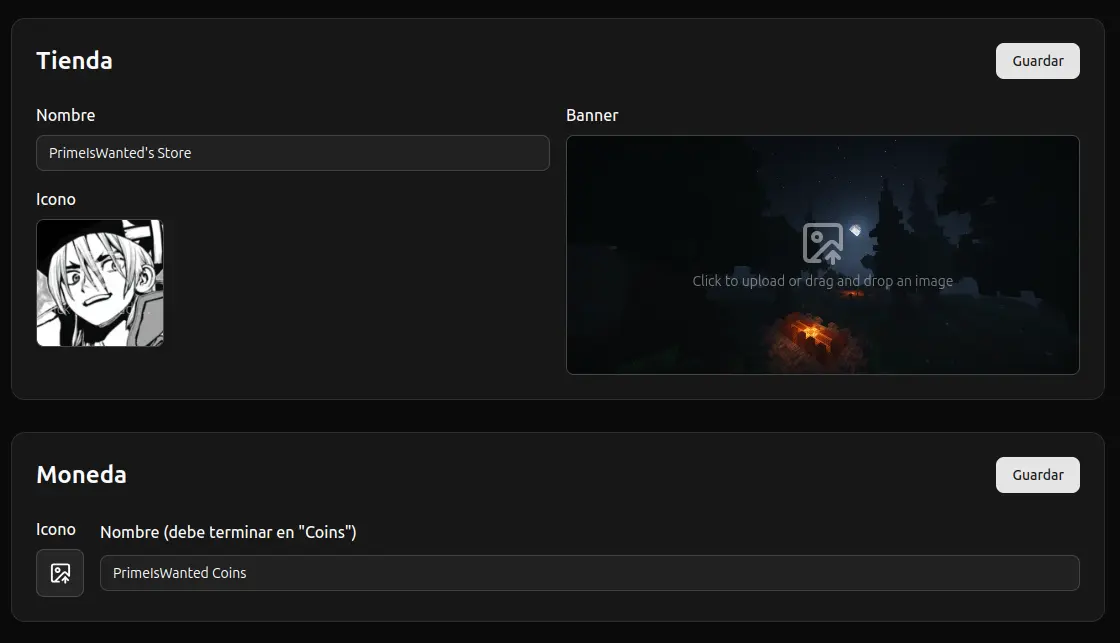 Tienda
Guardar
Nombre
Banner
PrimeIsWanted's Store
Icono
Click to upload or drag and drop an image
Moneda
Guardar
Icono
Nombre (debe terminar en "Coins")
PrimeIsWanted Coins